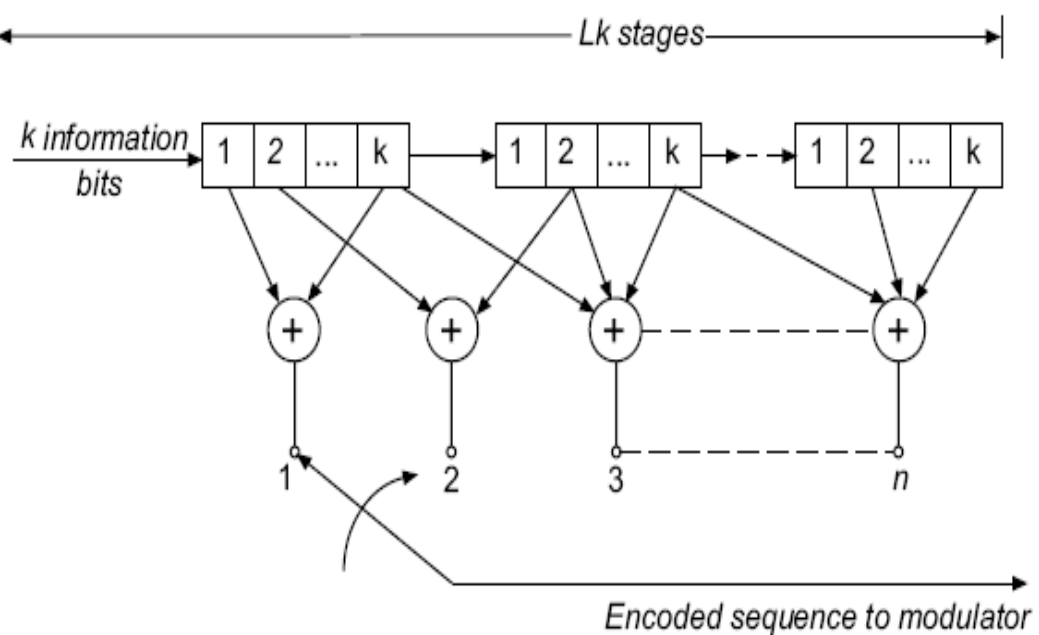 Lk stages
k information
bits
1 2 ... k
1 2 ... k
1 2 ... k
+ + + +
1 2 3 n
Encoded sequence to modulator